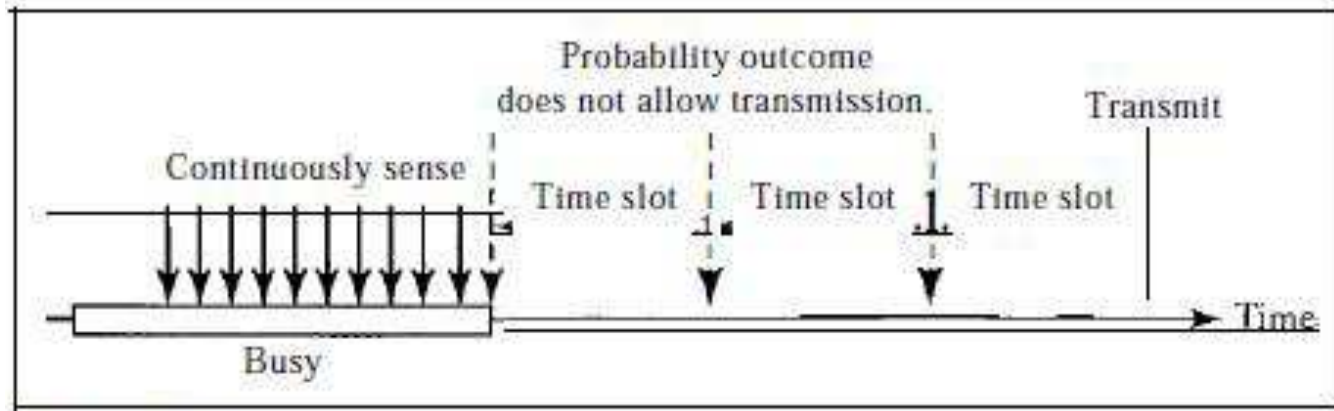 Probability outcome
does not allow transmission.
Transmit
Continuously sense
Time slot
Time slot
Time slot
Time
Busy